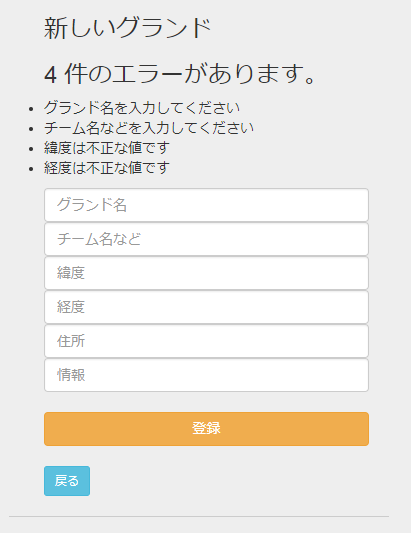 新しいグランド
4 件のエラーがあります。
グランド名を入力してください
チーム名などを入力してください
緯度は不正な値です
経度は不正な値です
グランド名
チーム名など
緯度
経度
住所
情報
登録
戻る